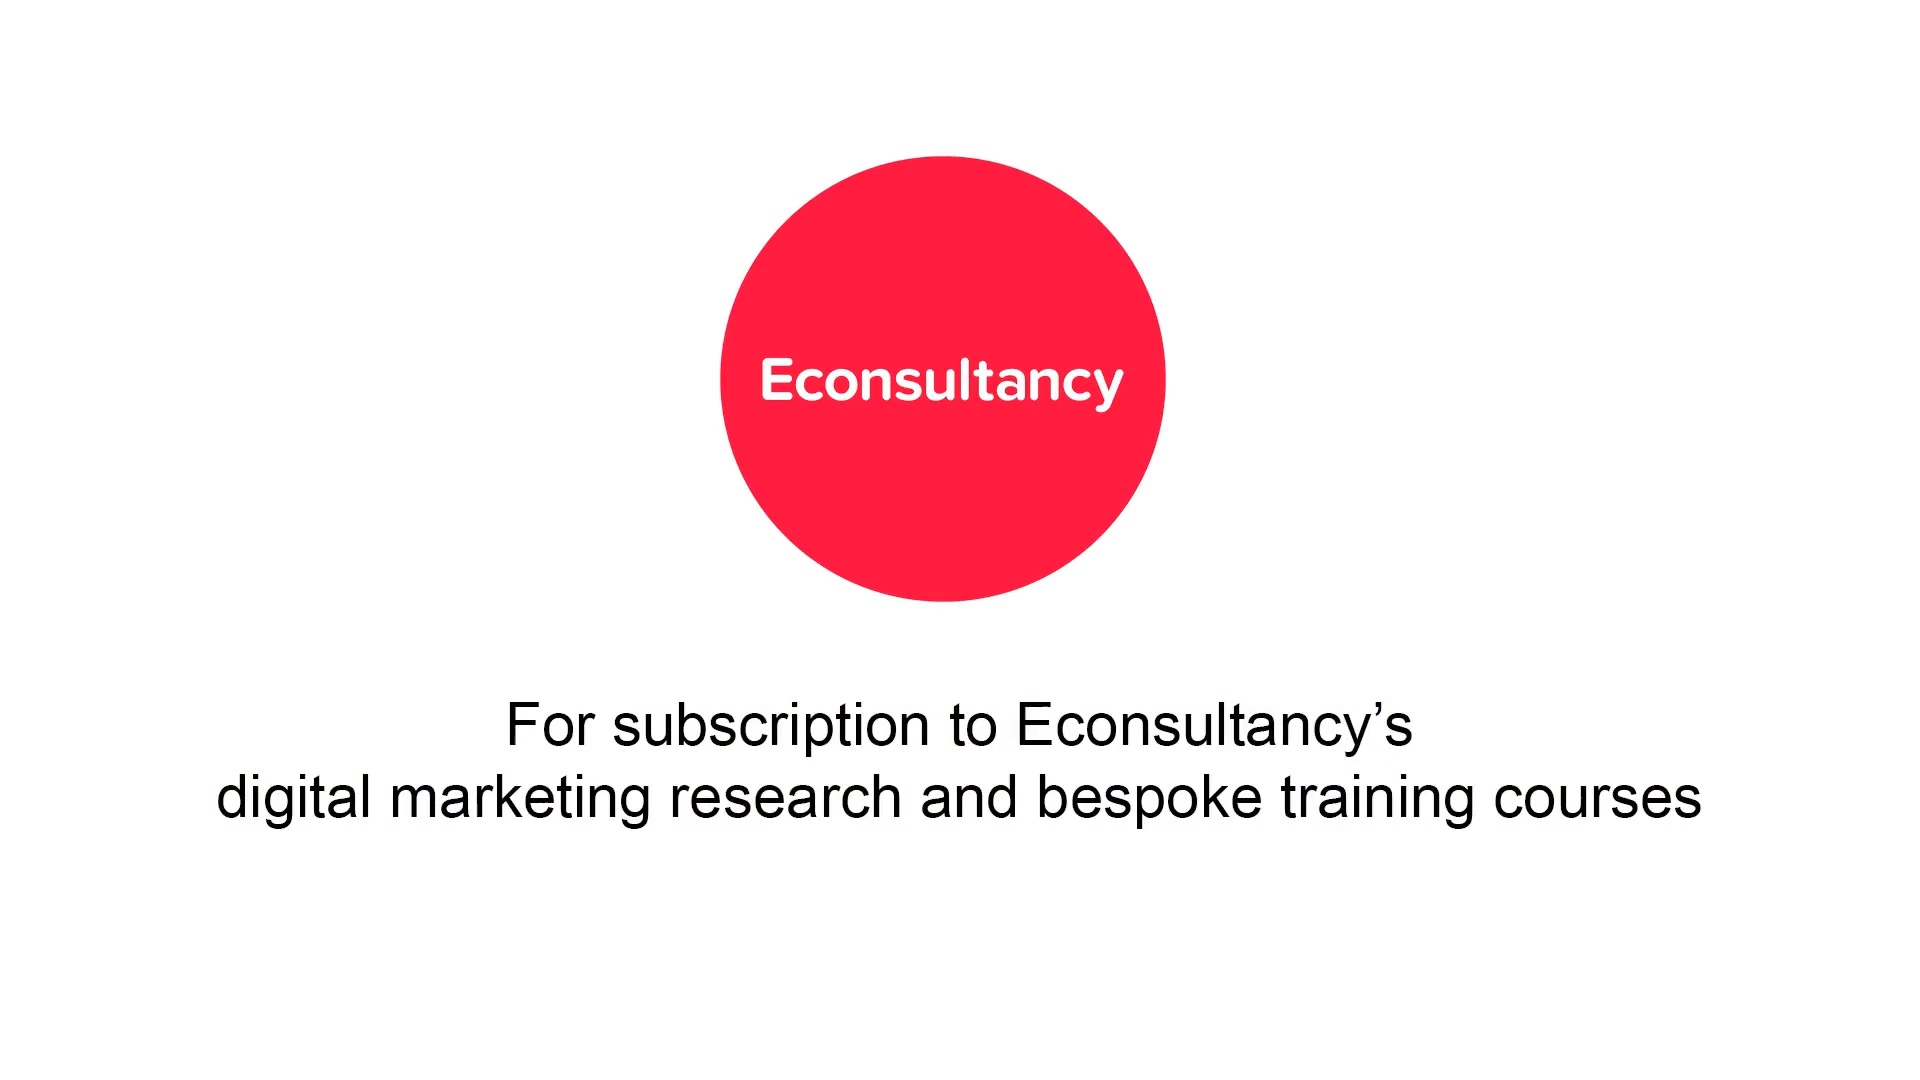 Econsultancy
For subscription to Econsultancy’s
digital marketing research and bespoke training courses